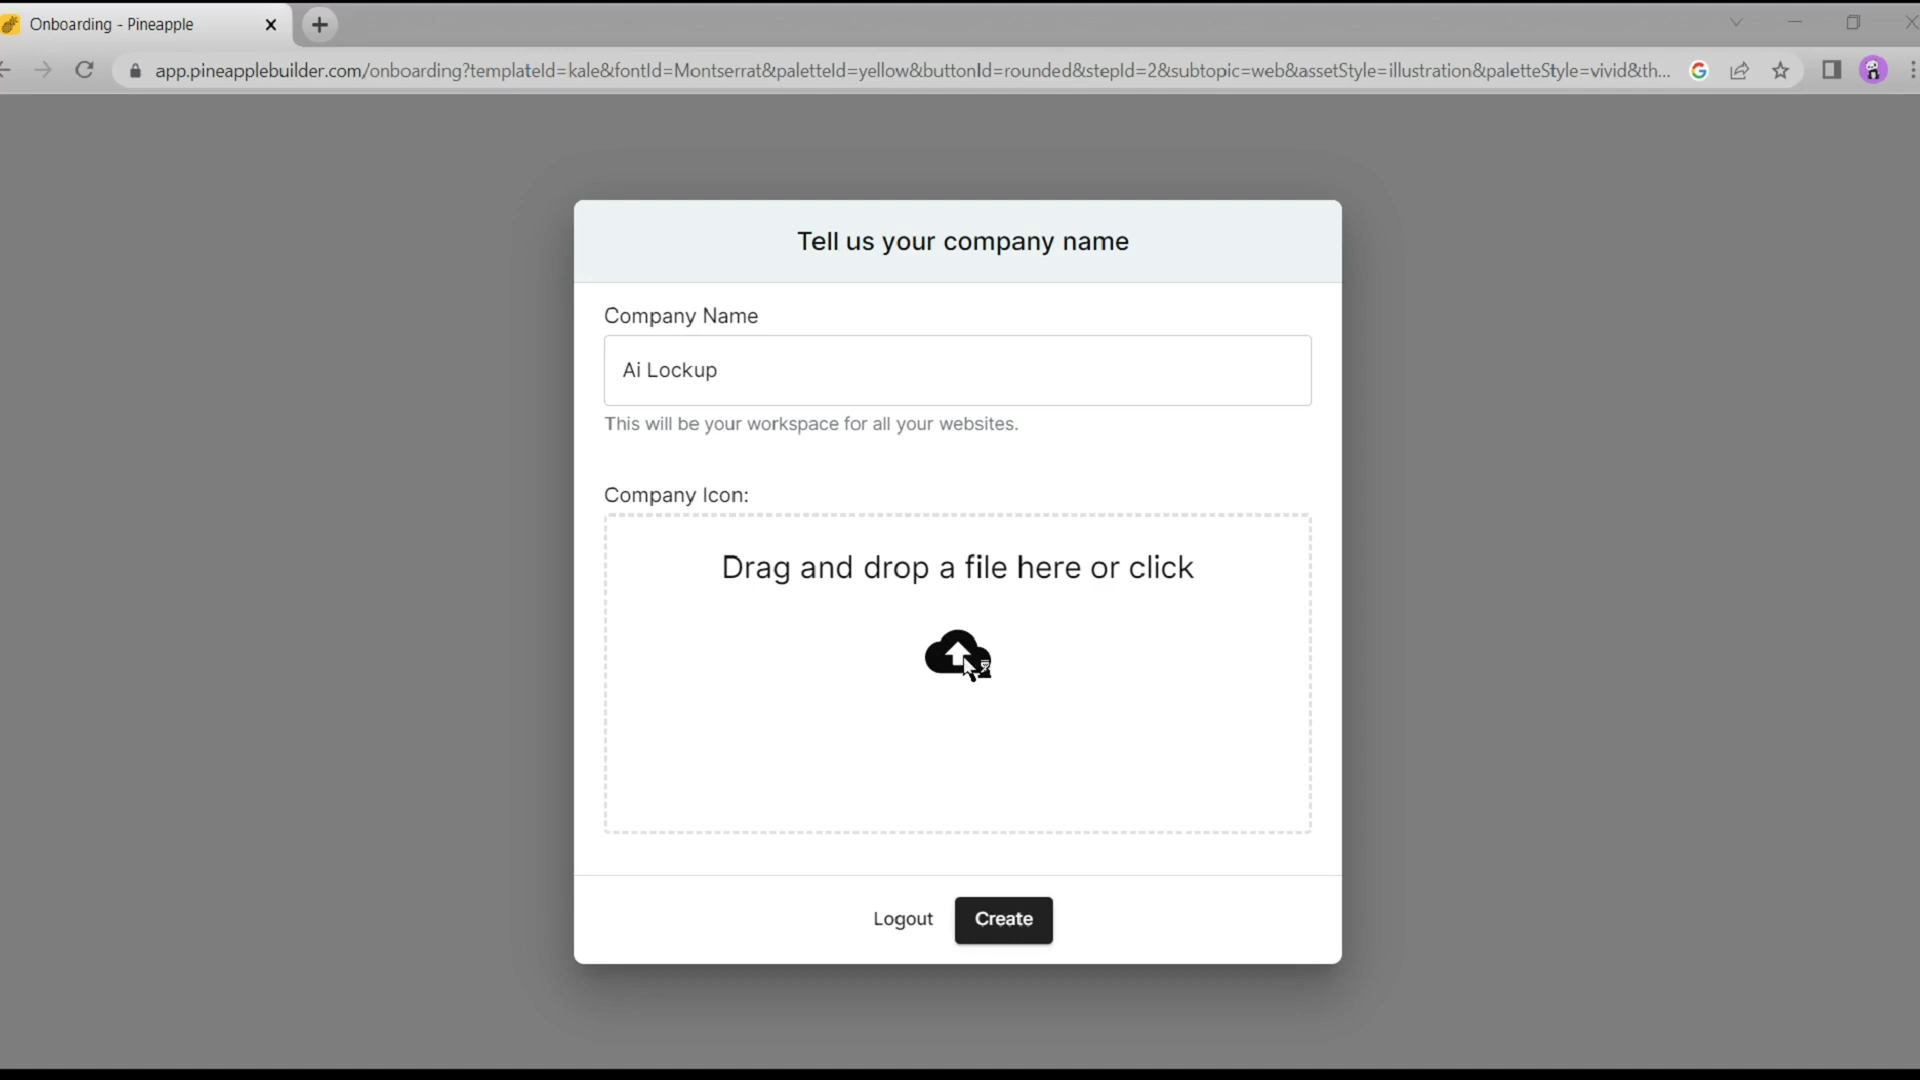 Onboarding - Pineapple
app.pineapplebuilder.com/onboarding?templateId=kale&fontId=Montserrat&paletteId=yellow&buttonId=rounded&stepId=2&subtopic=web&assetStyle=illustration&paletteStyle=vivid&th...
Tell us your company name
Company Name
Ai Lockup
This will be your workspace for all your websites.
Company Icon:
Drag and drop a file here or click
Logout
Create